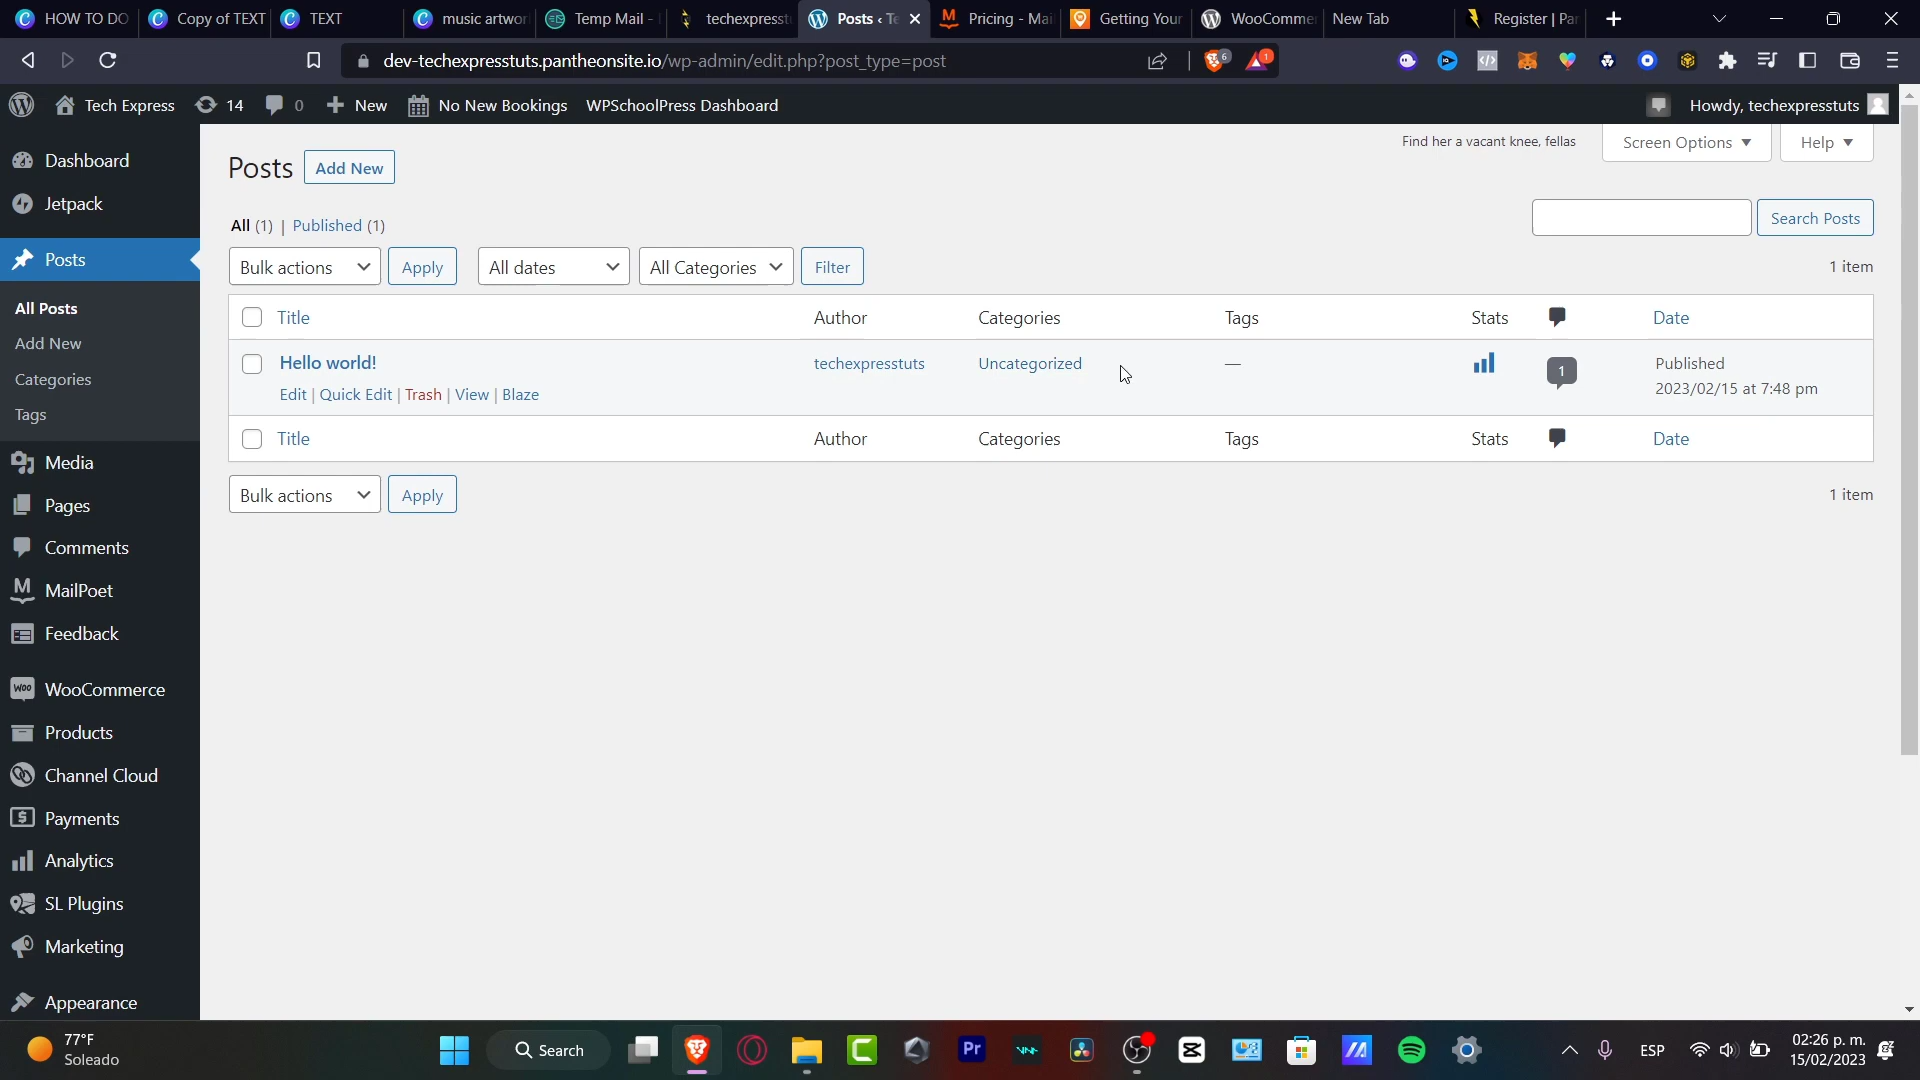 HOW TO DO
Copy of TEXT
TEXT
music artwor
Temp Mail -
techexpresst
Posts ‹ Te
Pricing - Mai
Getting Your
WooCommer
New Tab
Register | Pa
dev-techexpresstuts.pantheonsite.io/wp-admin/edit.php?post_type=post
6
1
Tech Express
14
0
New
No New Bookings
WPSchoolPress Dashboard
Howdy, techexpresstuts
Dashboard
Jetpack
Posts
All Posts
Add New
Categories
Tags
Media
Pages
Comments
MailPoet
Feedback
WooCommerce
Products
Channel Cloud
Payments
Analytics
SL Plugins
Marketing
Appearance
Find her a vacant knee, fellas
Screen Options
Help
Posts
Add New
All (1) | Published (1)
Search Posts
Bulk actions
Apply
All dates
All Categories
Filter
1 item
Title Author Categories Tags Stats Date
Hello world! techexpresstuts Uncategorized — 1 Published
2023/02/15 at 7:48 pm
Edit | Quick Edit | Trash | View | Blaze
Title Author Categories Tags Stats Date
Bulk actions
Apply
1 item
77°F
Soleado
Search
Pr
ESP
02:26 p. m.
15/02/2023